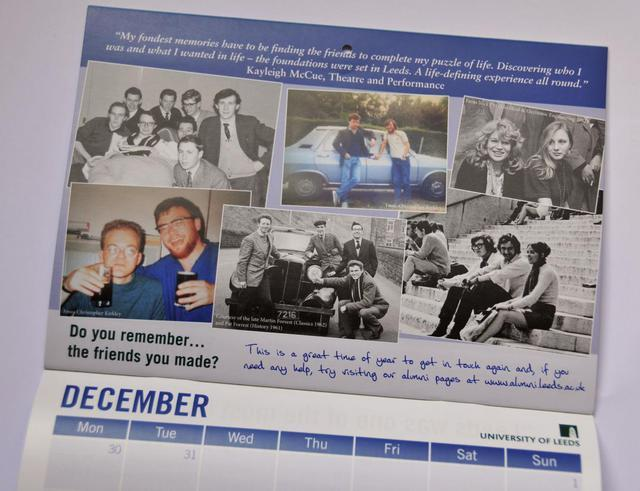 "My fondest memories have to be finding the friends to complete my puzzle of life. Discovering who I
was and what I wanted in life – the foundations were set in Leeds. A life-defining experience all round."
Kayleigh McCue, Theatre and Performance
From
From Christopher Kirkley
7216
Courtesy of the late Martin Forrest (Classics 1962)
and Pat Forrest (History 1961)
Do you remember...
the friends you made?
This is a great time of year to get in touch again and, if you
need any help, try visiting our alumni pages at www.alumni.leeds.ac.uk
DECEMBER
UNIVERSITY OF LEEDS
Mon Tue Wed Thu Fri Sat Sun
30 31 1